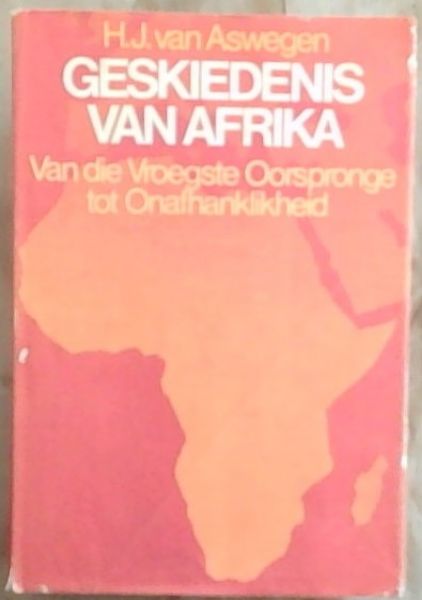 H.J. van Aswegen
GESKIEDENIS
VAN AFRIKA
Van die Vroegste Oorspronge
tot Onafhanklikheid